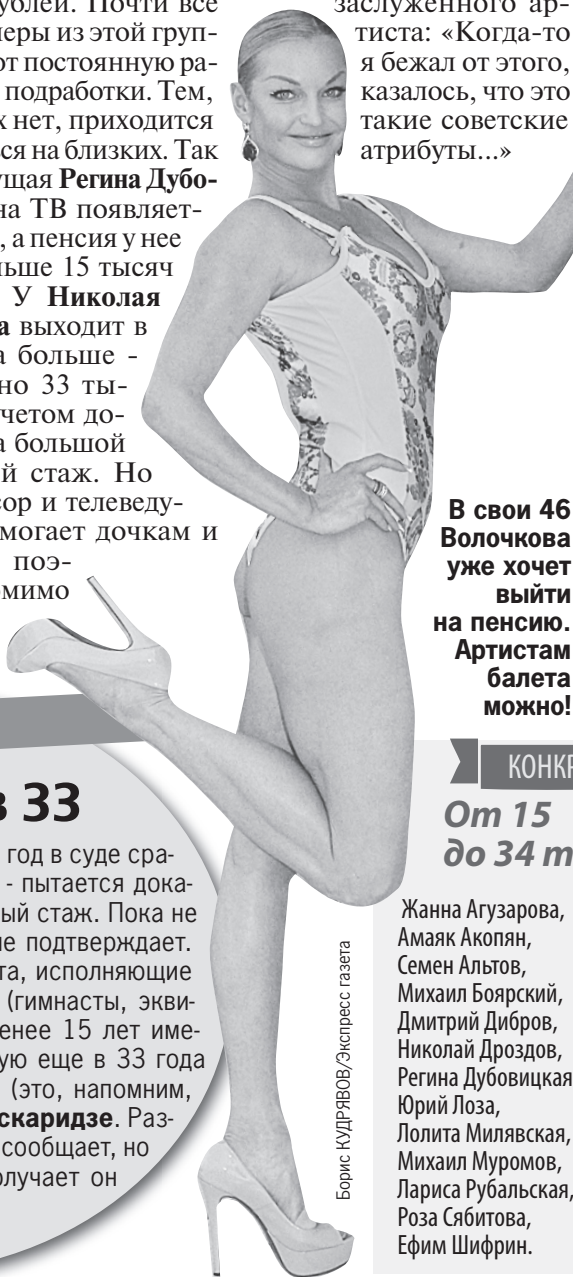 ублей. Почти все
еры из этой груп-
от постоянную ра-
подработки. Тем,
х нет, приходится
ся на близких. Так
ущая Регина Дубо-
на ТВ появляет-
, а пенсия у нее
ньше 15 тысяч
У Николая
а выходит в
а больше -
но 33 ты-
четом до-
а большой
й стаж. Но
сор и телеведу-
могает дочкам и
поэ-
мимо
заслуженного ар-
тиста: «Когда-то
я бежал от этого,
казалось, что это
такие советские
атрибуты...»
В свои 46
Волочкова
уже хочет
выйти
на пенсию.
Артистам
балета
можно!
в 33
год в суде сра-
- пытается дока-
ый стаж. Пока не
не подтверждает.
та, исполняющие
(гимнасты, экви-
енее 15 лет име-
ую еще в 33 года
(это, напомним,
скаридзе. Раз-
сообщает, но
олучает он
Борис КУДРЯВОВ/Экспресс газета
КОНКР
От 15
до 34 т
Жанна Агузарова,
Амаяк Акопян,
Семен Альтов,
Михаил Боярский,
Дмитрий Дибров,
Николай Дроздов,
Регина Дубовицкая
Юрий Лоза,
Лолита Милявская,
Михаил Муромов,
Лариса Рубальская,
Роза Сябитова,
Ефим Шифрин.